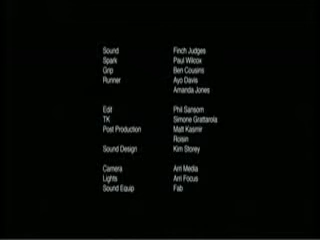 Sound Finch Judges
Spark Paul Wilcox
Grip Ben Cousins
Runner Ayo Davis
Amanda Jones
Edit Phil Sansom
TK Simone Grattarola
Post Production Matt Kasmir
Roisin
Sound Design Kim Storey
Camera Arri Media
Lights Arri Focus
Sound Equip Fab